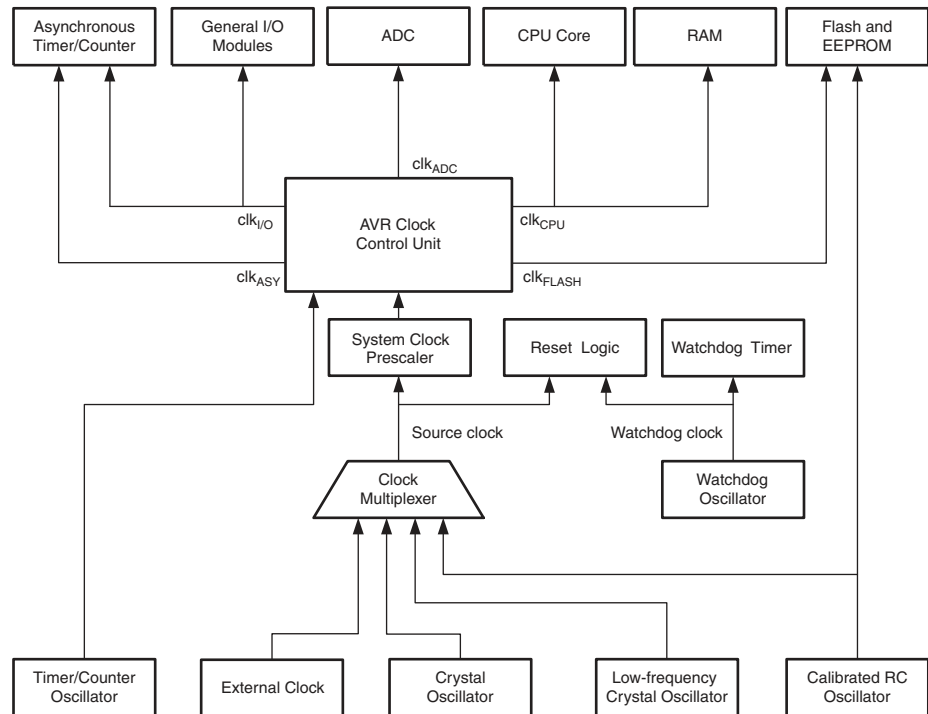 Asynchronous
Timer/Counter
General I/O
Modules
ADC
CPU Core
RAM
Flash and
EEPROM
clkADC
clkI/O
AVR Clock
Control Unit
clkCPU
clkASY
clkFLASH
System Clock
Prescaler
Reset Logic
Watchdog Timer
Source clock
Watchdog clock
Clock
Multiplexer
Watchdog
Oscillator
Timer/Counter
Oscillator
External Clock
Crystal
Oscillator
Low-frequency
Crystal Oscillator
Calibrated RC
Oscillator